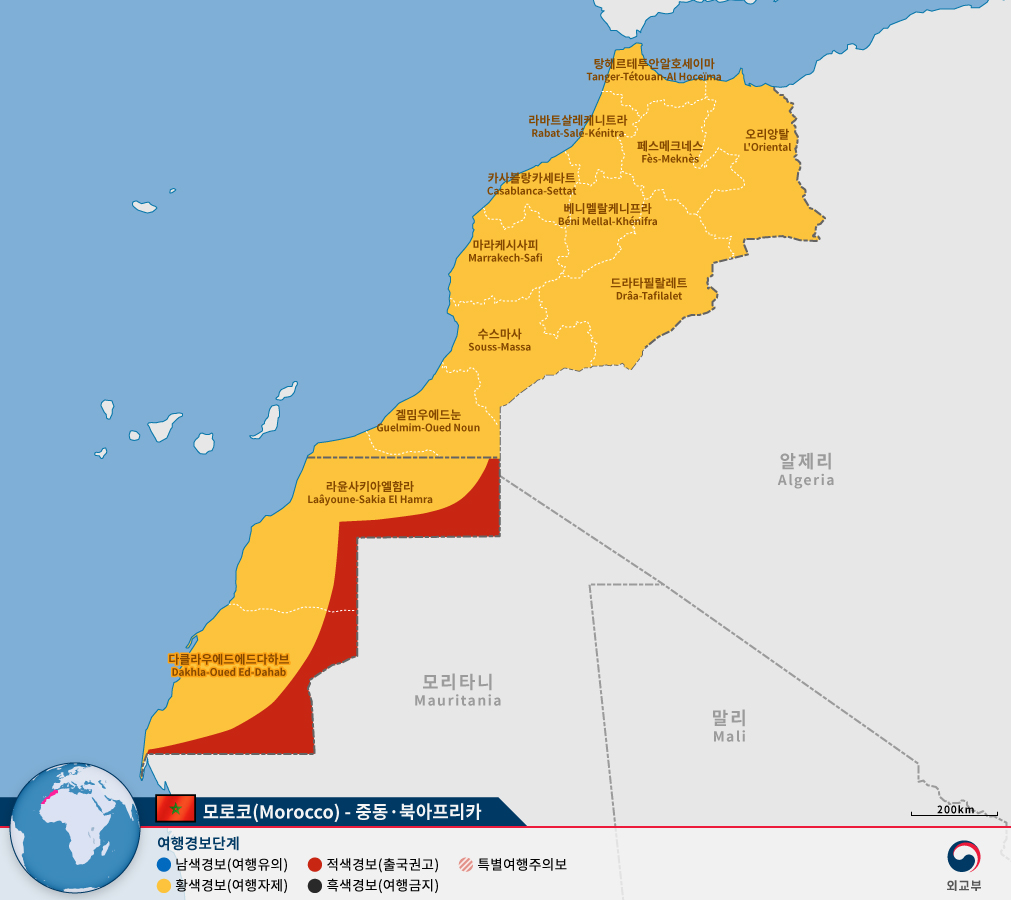 탕헤르테투안알호세이마
Tanger-Tétouan-Al Hoceïma
라바트살레케니트라
Rabat-Salé-Kénitra
오리앙탈
L'Oriental
페스메크네스
Fès-Meknès
카사블랑카세타트
Casablanca-Settat
베니멜랄케니프라
Béni Mellal-Khénifra
마라케시사피
Marrakech-Safi
드라타필랄레트
Drâa-Tafilalet
수스마사
Souss-Massa
겔밈우에드눈
Guelmim-Oued Noun
알제리
Algeria
라윤사키아엘함라
Laâyoune-Sakia El Hamra
다클라우에드에드다하브
Dakhla-Oued Ed-Dahab
모리타니
Mauritania
말리
Mali
200km
모로코(Morocco) - 중동·북아프리카
여행경보단계
남색경보(여행유의)
적색경보(출국권고)
특별여행주의보
황색경보(여행자제)
흑색경보(여행금지)
외교부